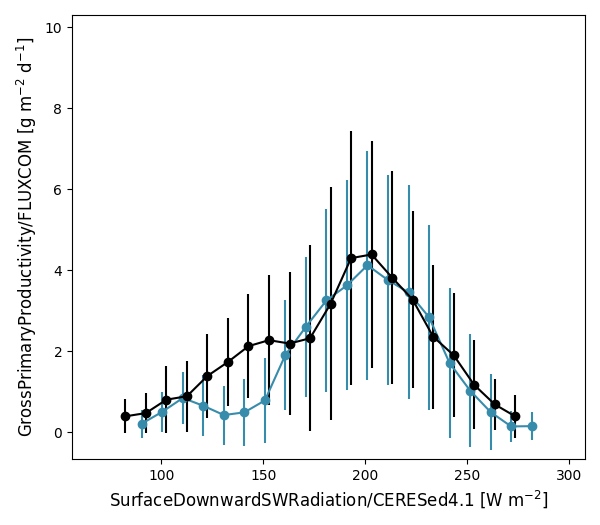 10
8
6
4
2
0
GrossPrimaryProductivity/FLUXCOM [g m⁻² d⁻¹]
100 150 200 250 300
SurfaceDownwardSWRadiation/CERESed4.1 [W m⁻²]